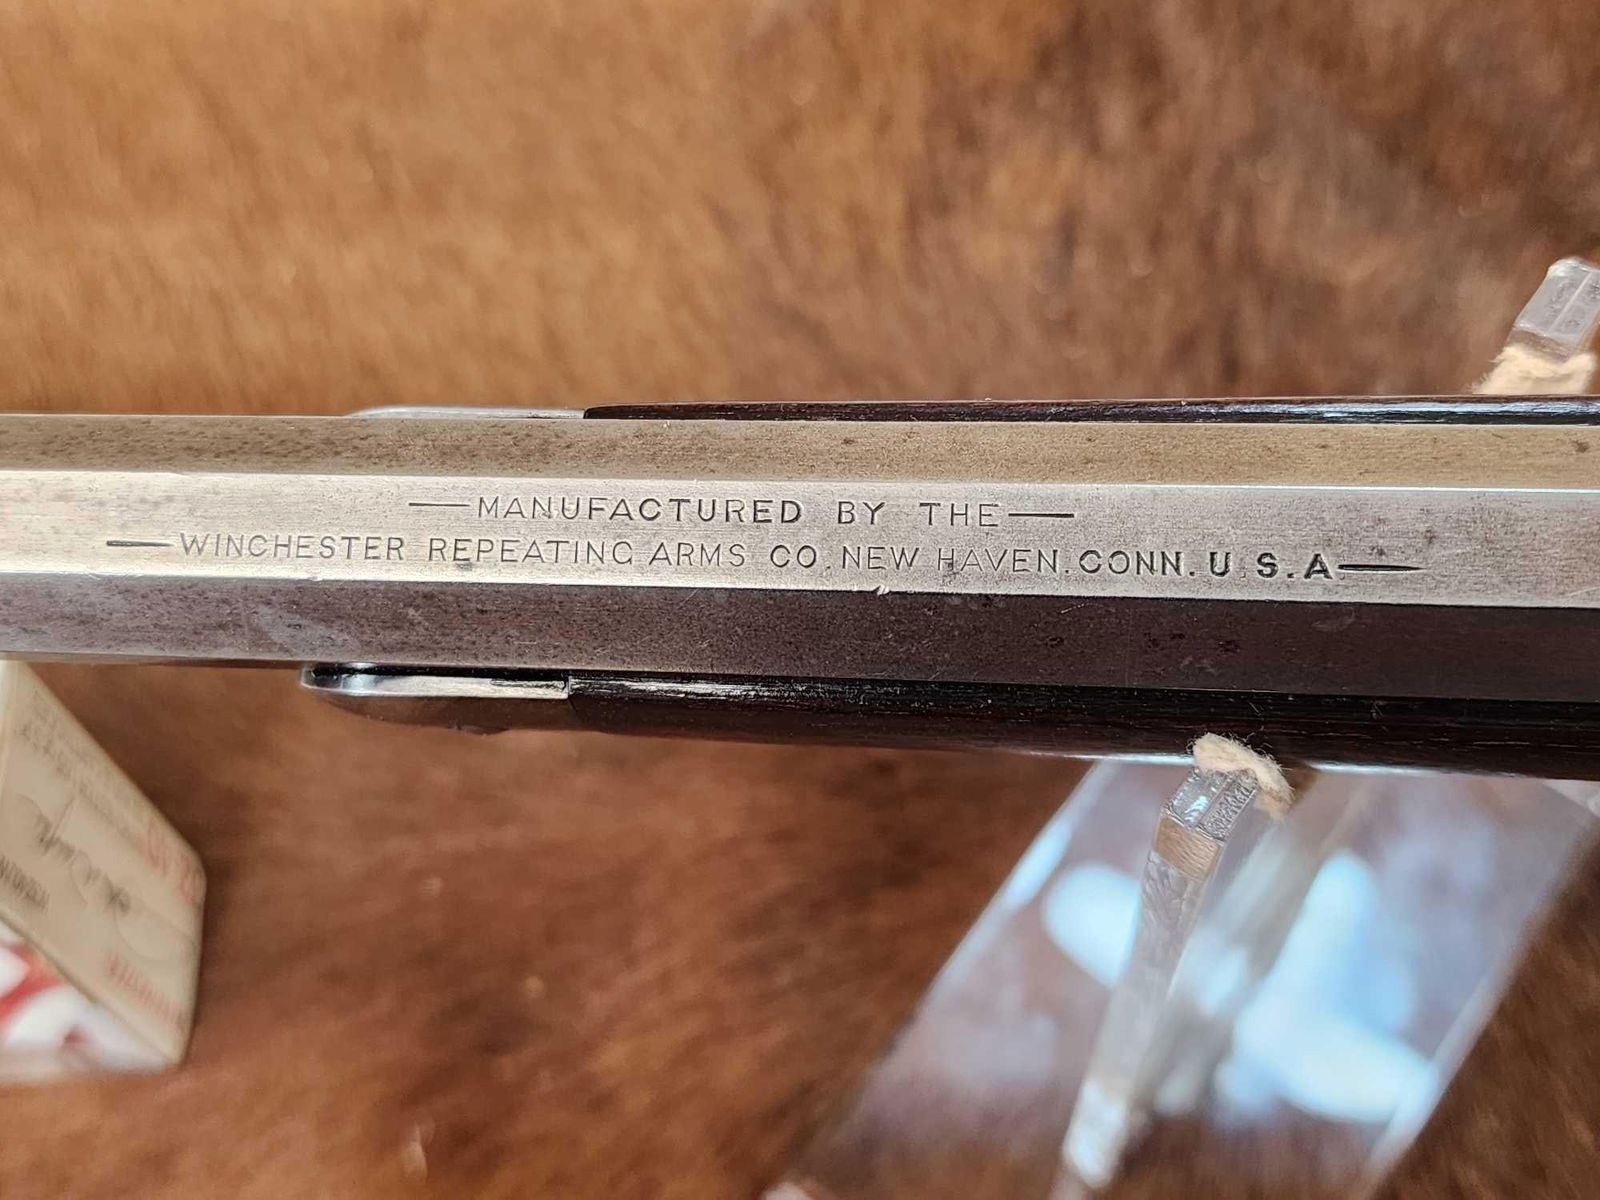 MANUFACTURED BY THE
WINCHESTER REPEATING ARMS CO. NEW HAVEN. CONN. U.S.A.